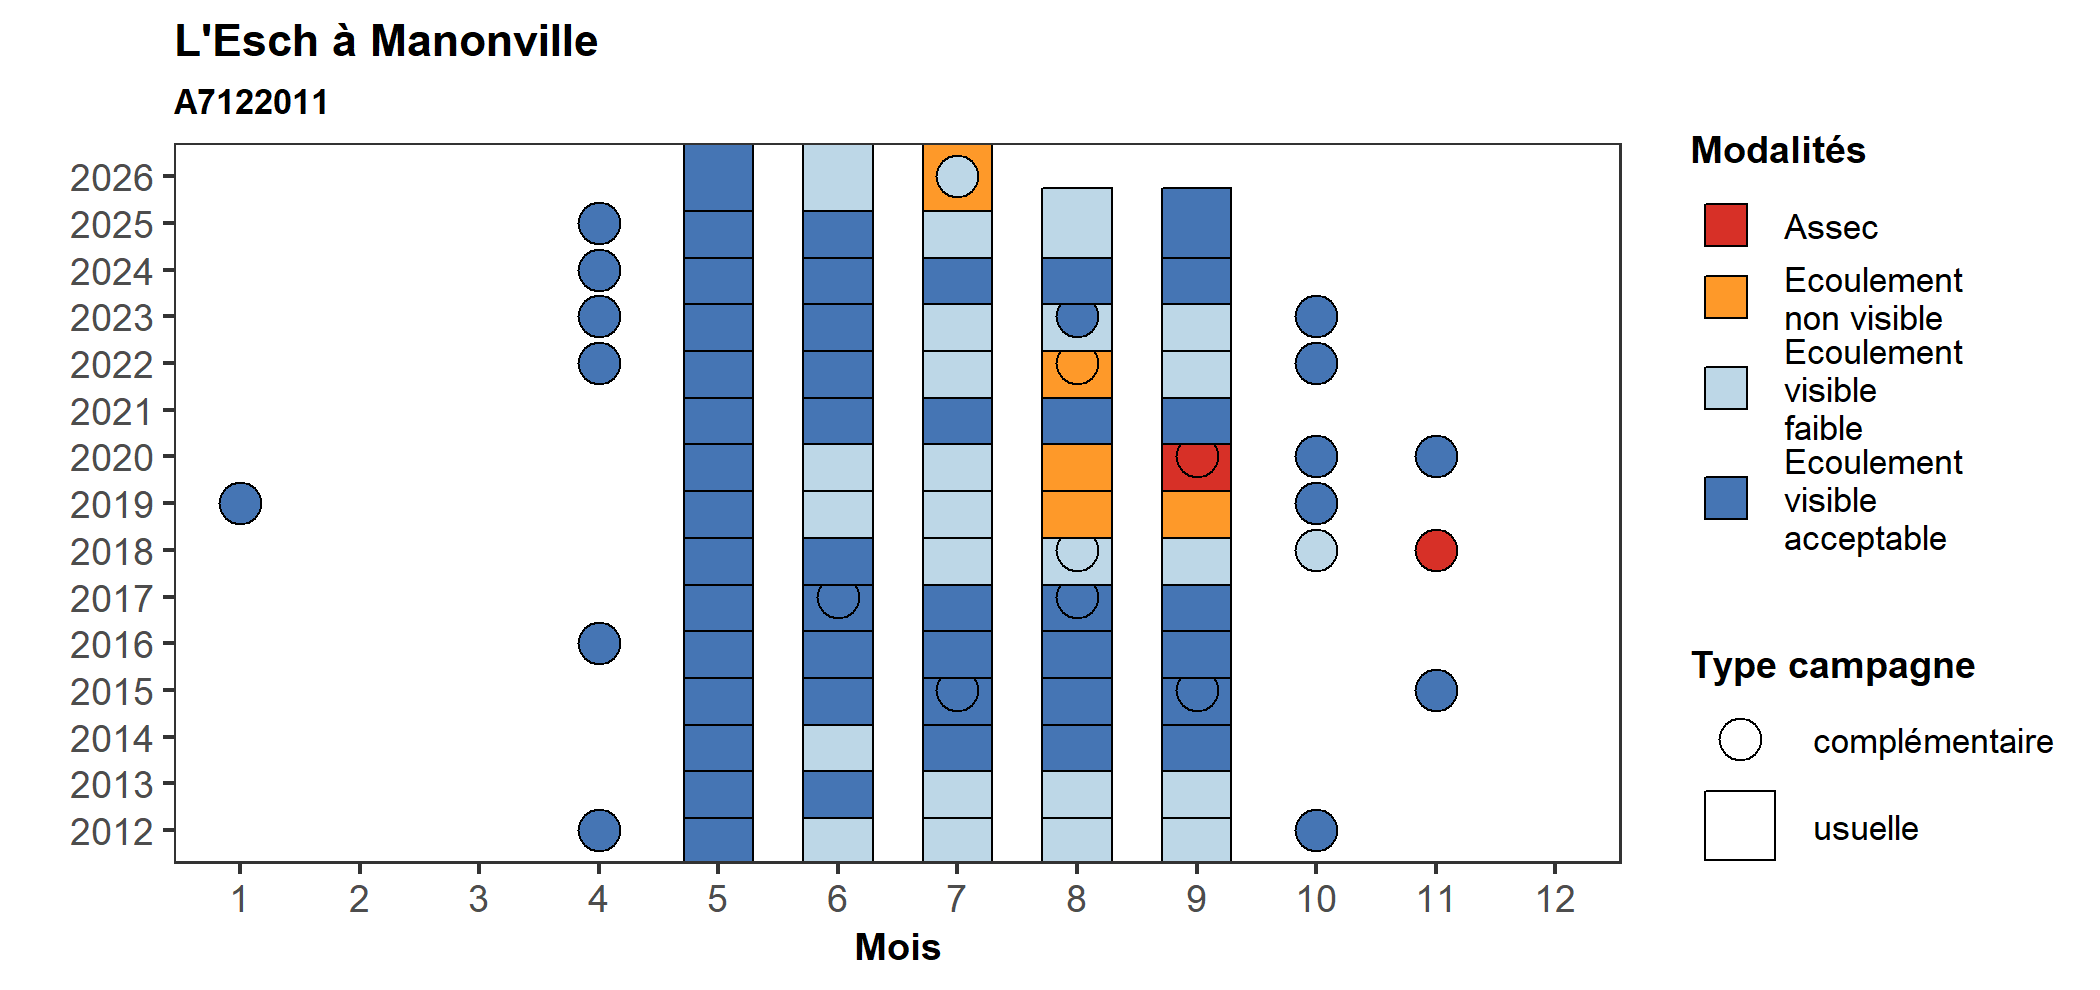 L'Esch à Manonville
A7122011
2026
2025
2024
2023
2022
2021
2020
2019
2018
2017
2016
2015
2014
2013
2012
1 2 3 4 5 6 7 8 9 10 11 12
Mois
Modalités
Assec
Ecoulement
non visible
Ecoulement
visible
faible
Ecoulement
visible
acceptable
Type campagne
complémentaire
usuelle